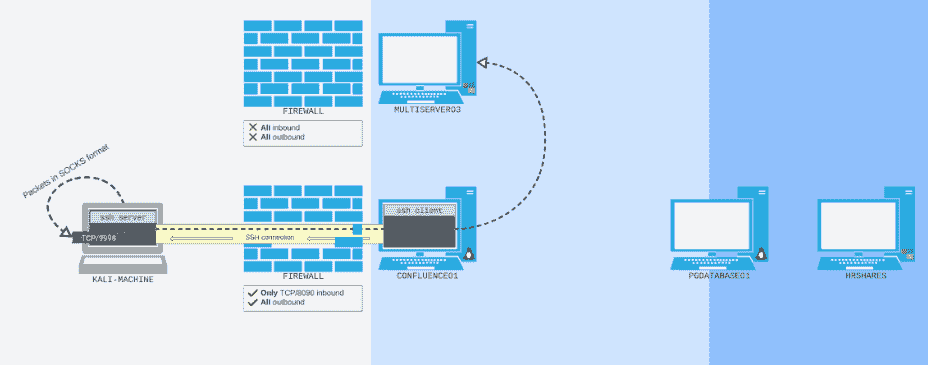 FIREWALL
All inbound
All outbound
MULTISERVER03
Packets in SOCKS format
ssh server
TCP/9998
SSH connection
ssh client
KALI-MACHINE
FIREWALL
Only TCP/8090 inbound
All outbound
CONFLUENCE01
PGDATABASE01
HRSHARES